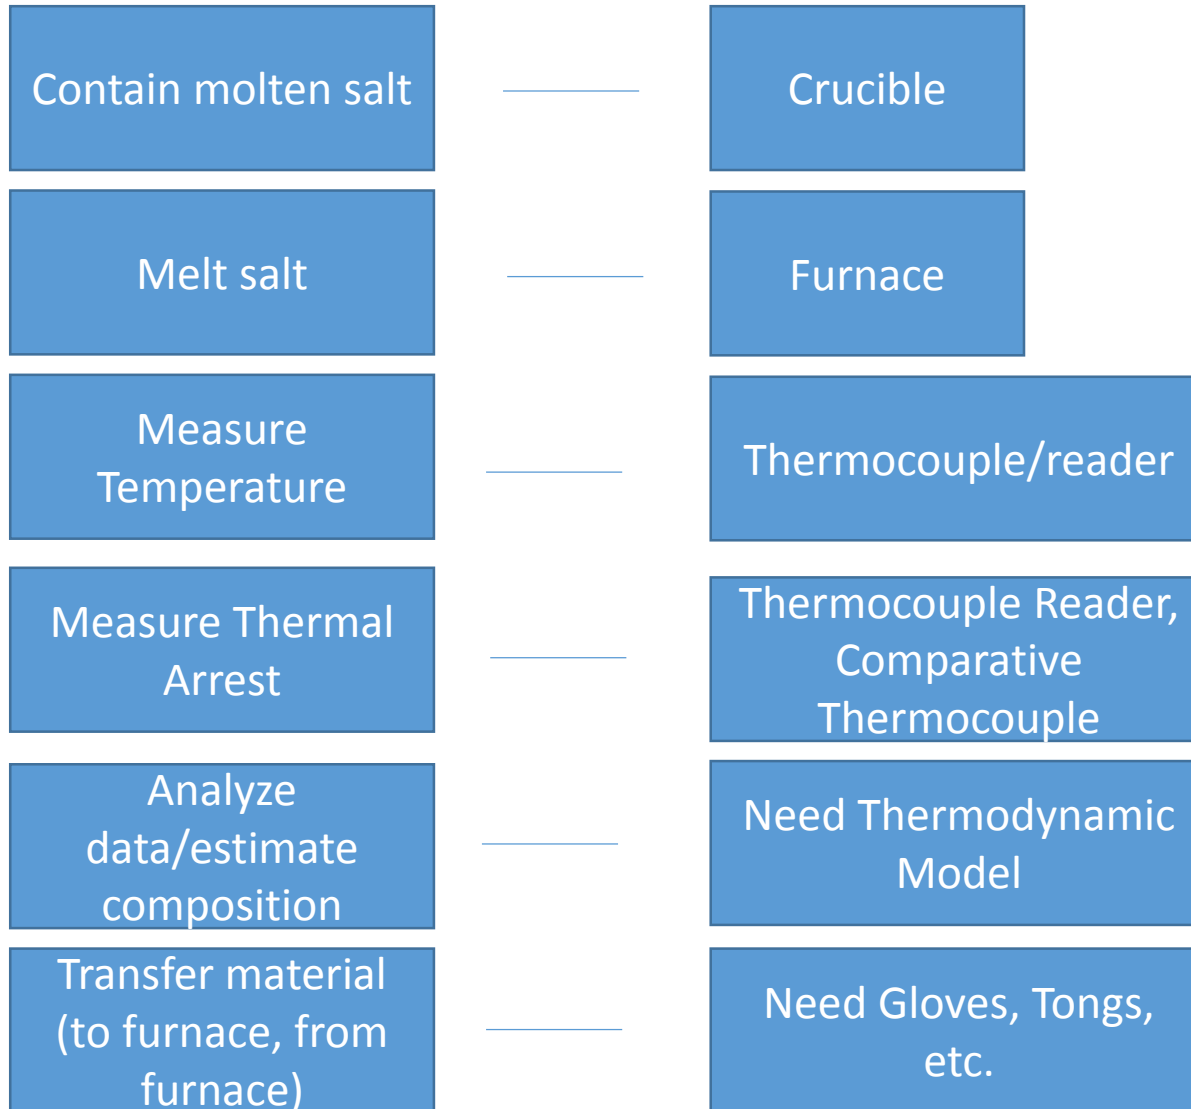 Contain molten salt
Crucible
Melt salt
Furnace
Measure
Temperature
Thermocouple/reader
Measure Thermal
Arrest
Thermocouple Reader,
Comparative
Thermocouple
Analyze
data/estimate
composition
Need Thermodynamic
Model
Transfer material
(to furnace, from
furnace)
Need Gloves, Tongs,
etc.